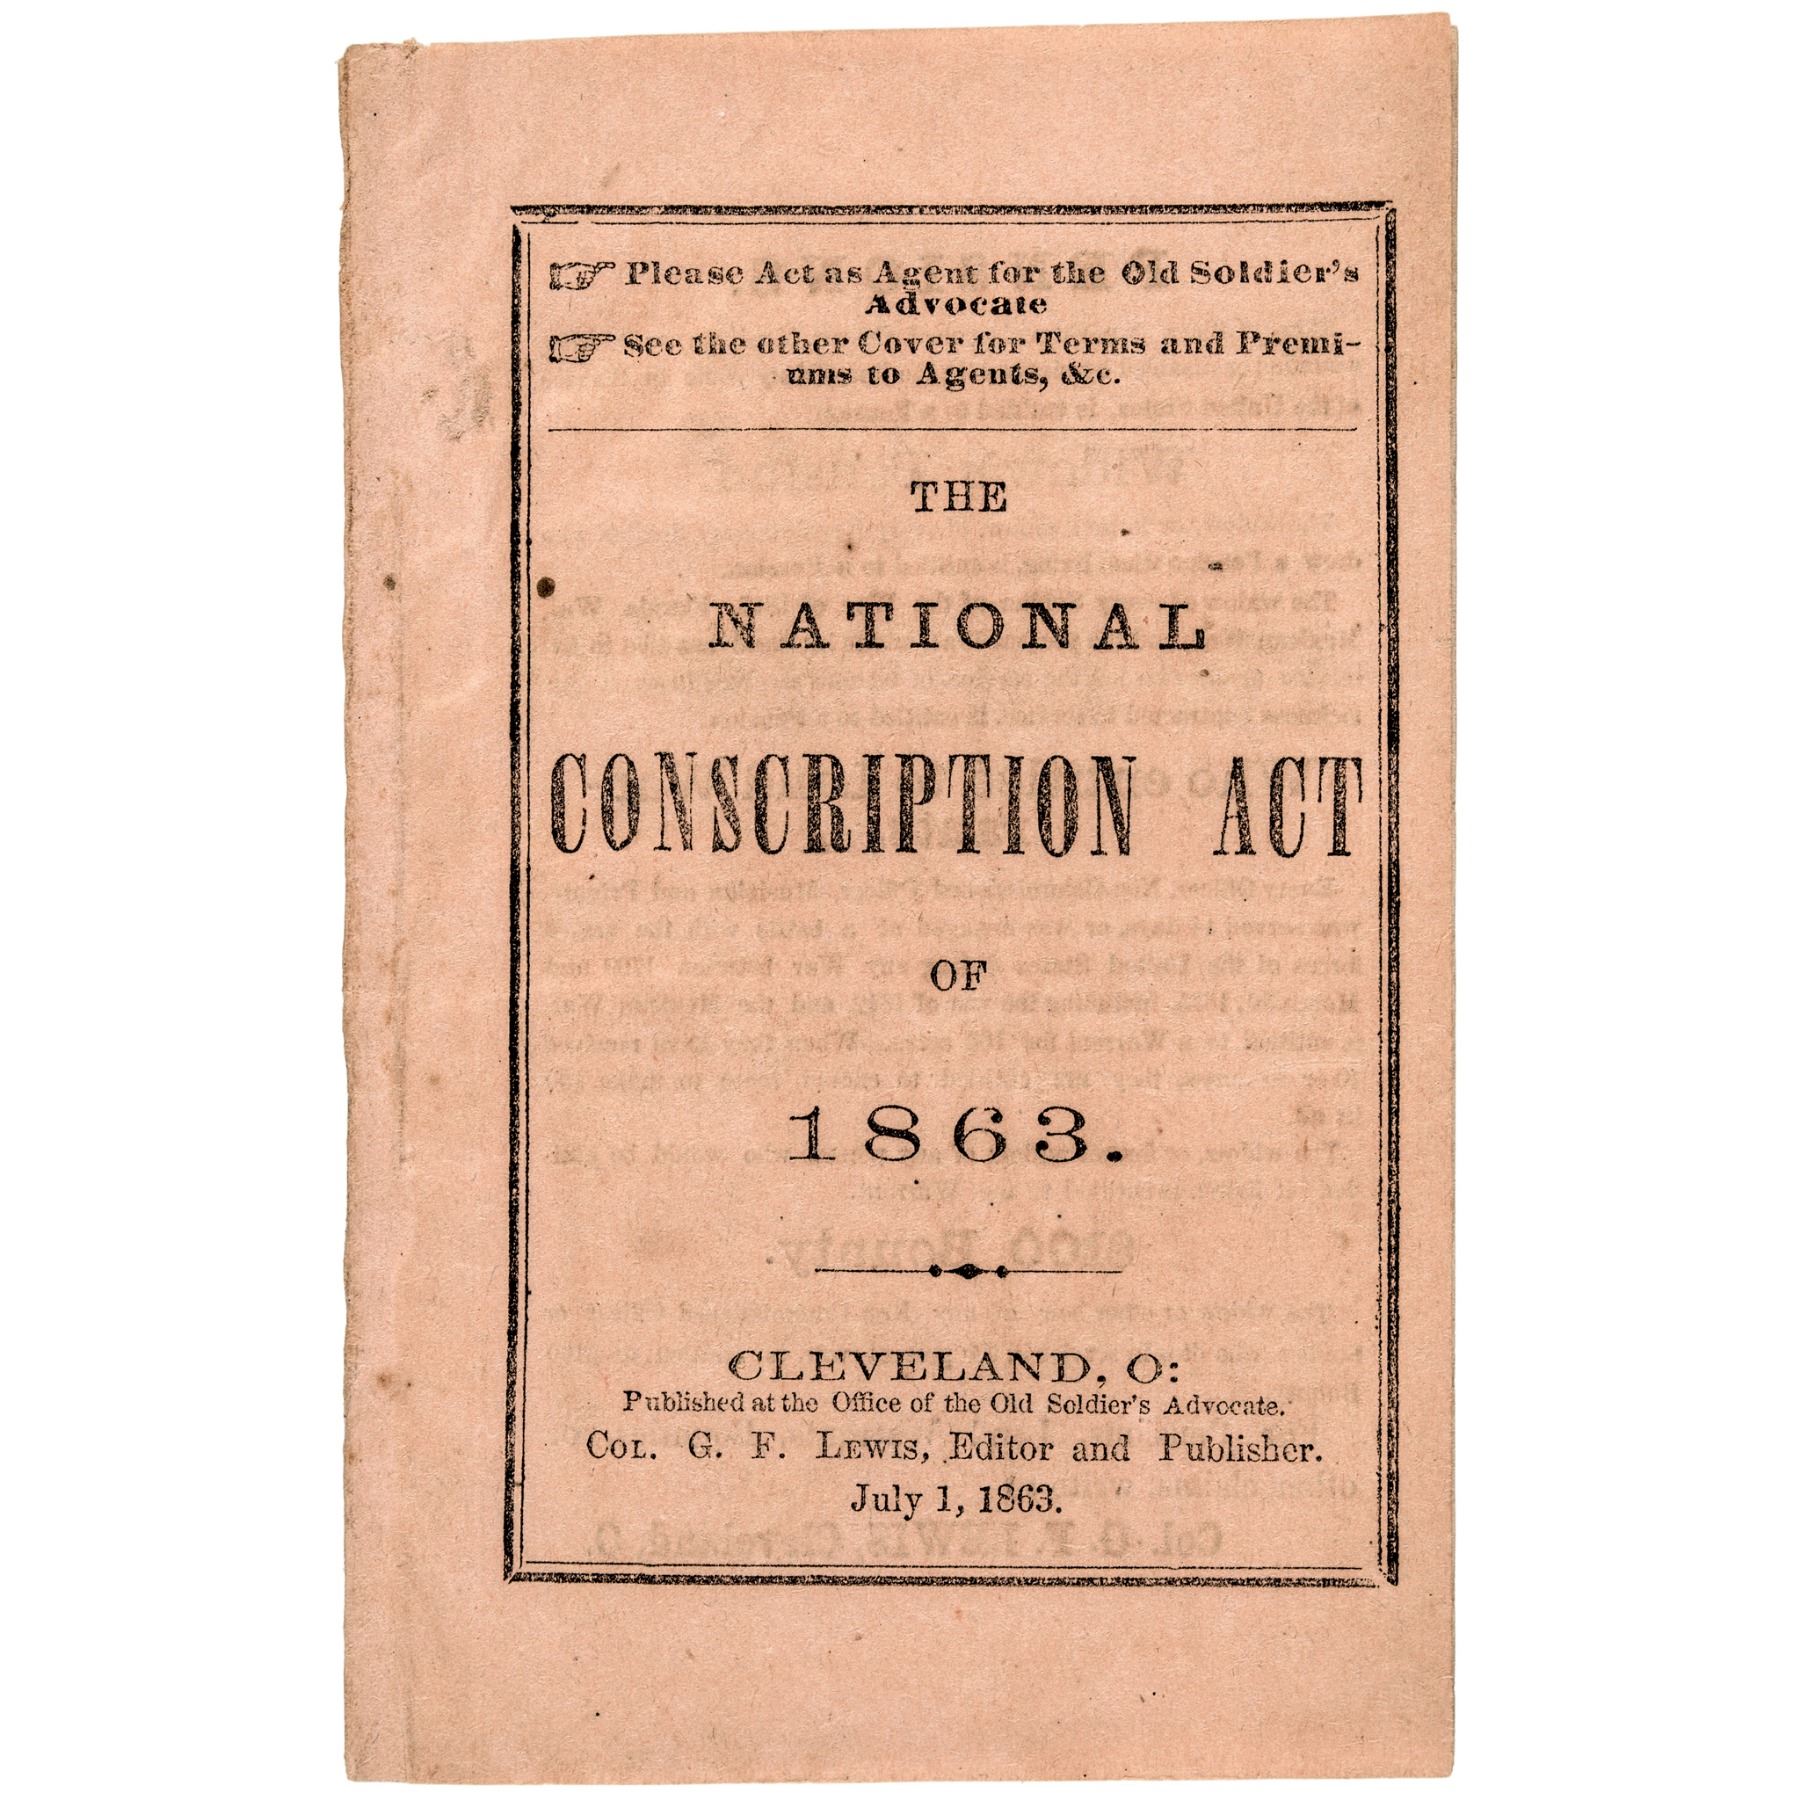 Please Act as Agent for the Old Soldier's
Advocate
See the other Cover for Terms and Premi-
ums to Agents, &c.
THE
NATIONAL
CONSCRIPTION ACT
OF
1863.
CLEVELAND, O:
Published at the Office of the Old Soldier's Advocate.
COL. G. F. LEWIS, Editor and Publisher.
July 1, 1863.